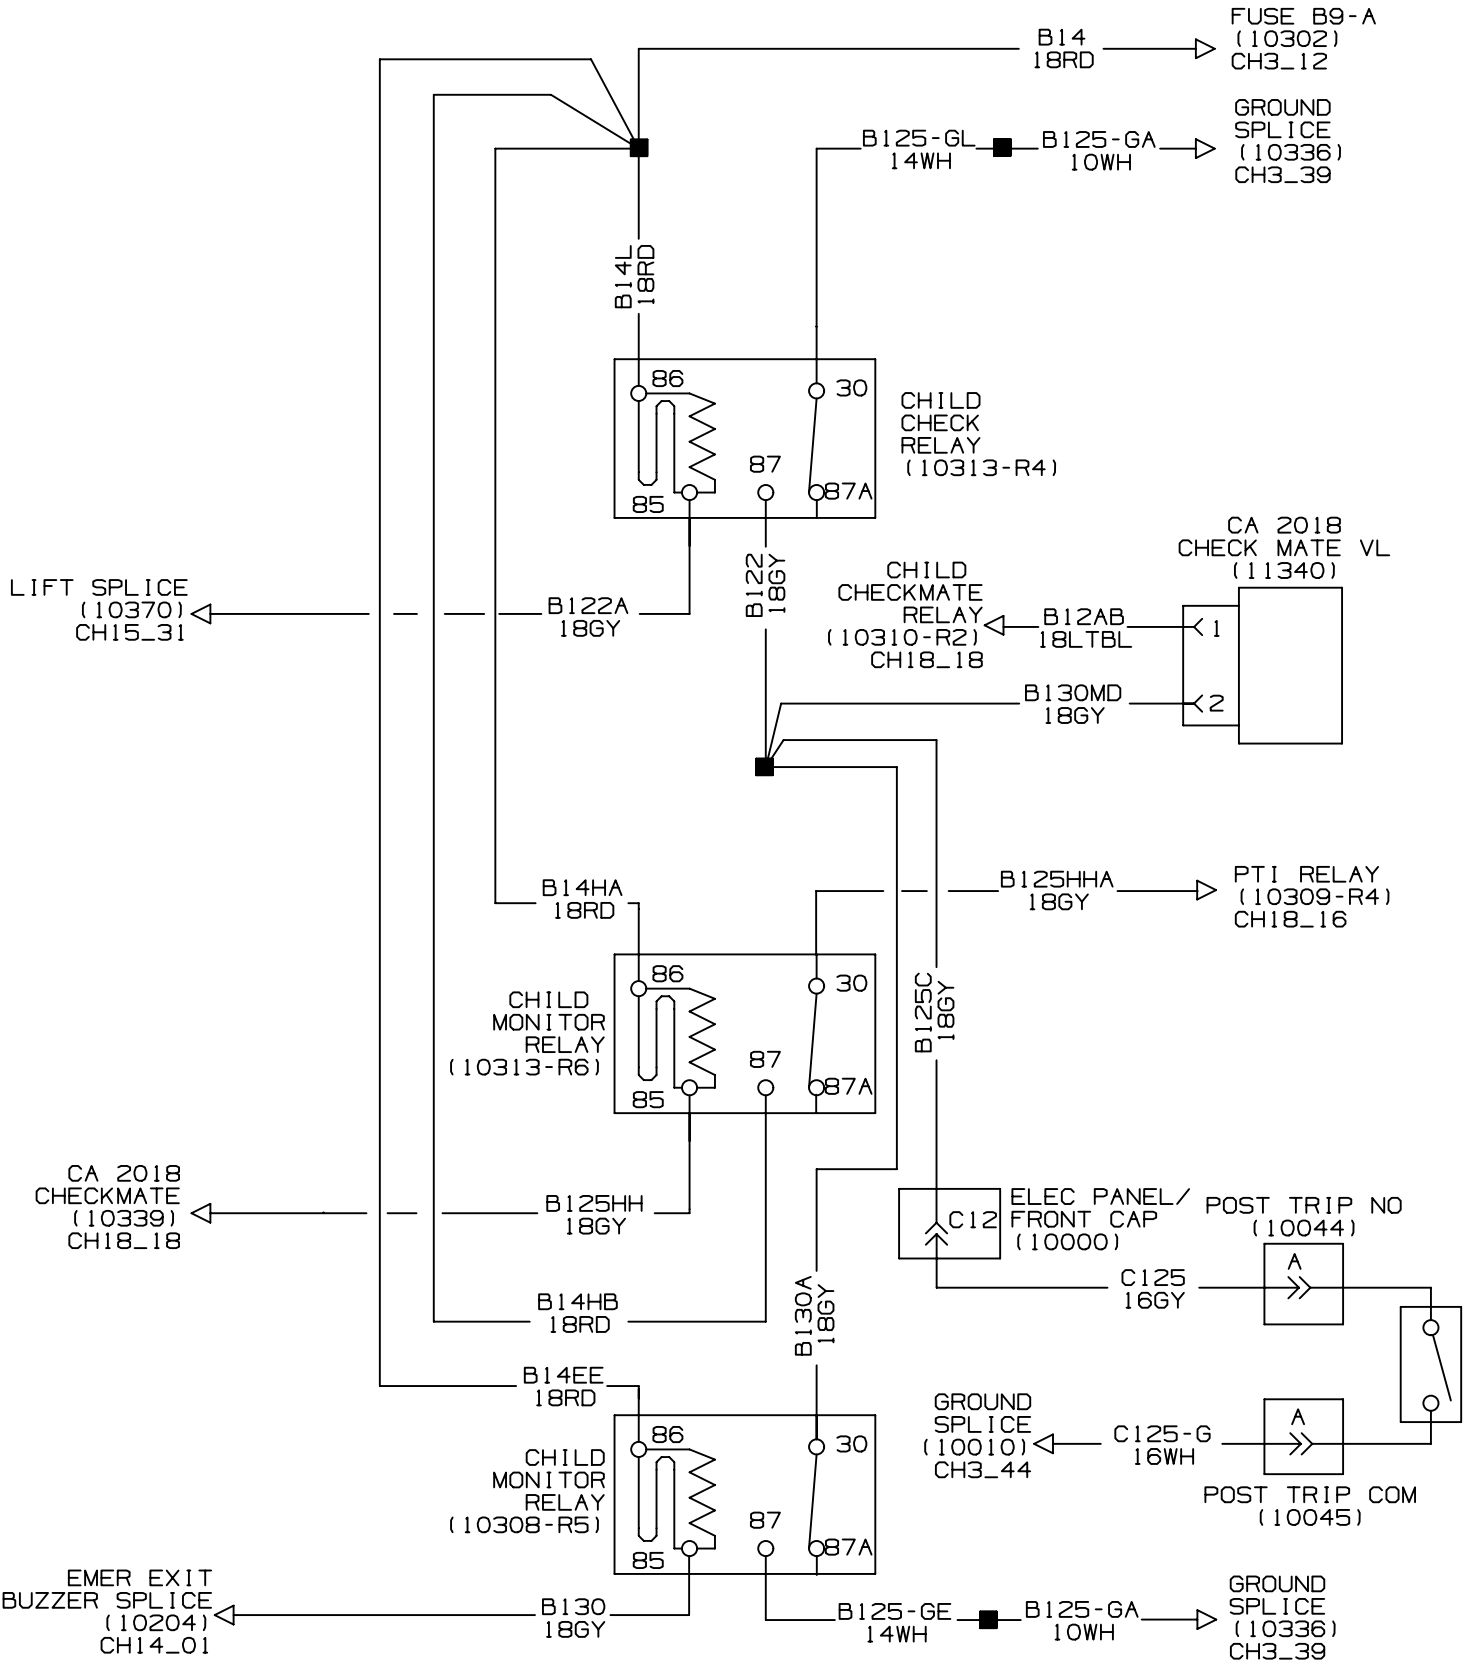 FUSE B9-A
(10302)
CH3_12
B14
18RD
GROUND
SPLICE
(10336)
CH3_39
B125-GL
14WH
B125-GA
10WH
B14L
18RD
86
30
87
85
87A
CHILD
CHECK
RELAY
(10313-R4)
LIFT SPLICE
(10370)
CH15_31
B122A
18GY
B122
18GY
CA 2018
CHECK MATE VL
(11340)
CHILD
CHECKMATE
RELAY
(10310-R2)
CH18_18
B12AB
18LTBL
1
B130MD
18GY
2
B14HA
18RD
B125HHA
18GY
PTI RELAY
(10309-R4)
CH18_16
CHILD
MONITOR
RELAY
(10313-R6)
86
30
87
85
87A
B125C
18GY
CA 2018
CHECKMATE
(10339)
CH18_18
B125HH
18GY
C12
ELEC PANEL/
FRONT CAP
(10000)
POST TRIP NO
(10044)
A
C125
16GY
B14HB
18RD
B130A
18GY
B14EE
18RD
GROUND
SPLICE
(10010)
CH3_44
C125-G
16WH
A
POST TRIP COM
(10045)
CHILD
MONITOR
RELAY
(10308-R5)
86
30
87
85
87A
EMER EXIT
BUZZER SPLICE
(10204)
CH14_01
B130
18GY
B125-GE
14WH
B125-GA
10WH
GROUND
SPLICE
(10336)
CH3_39